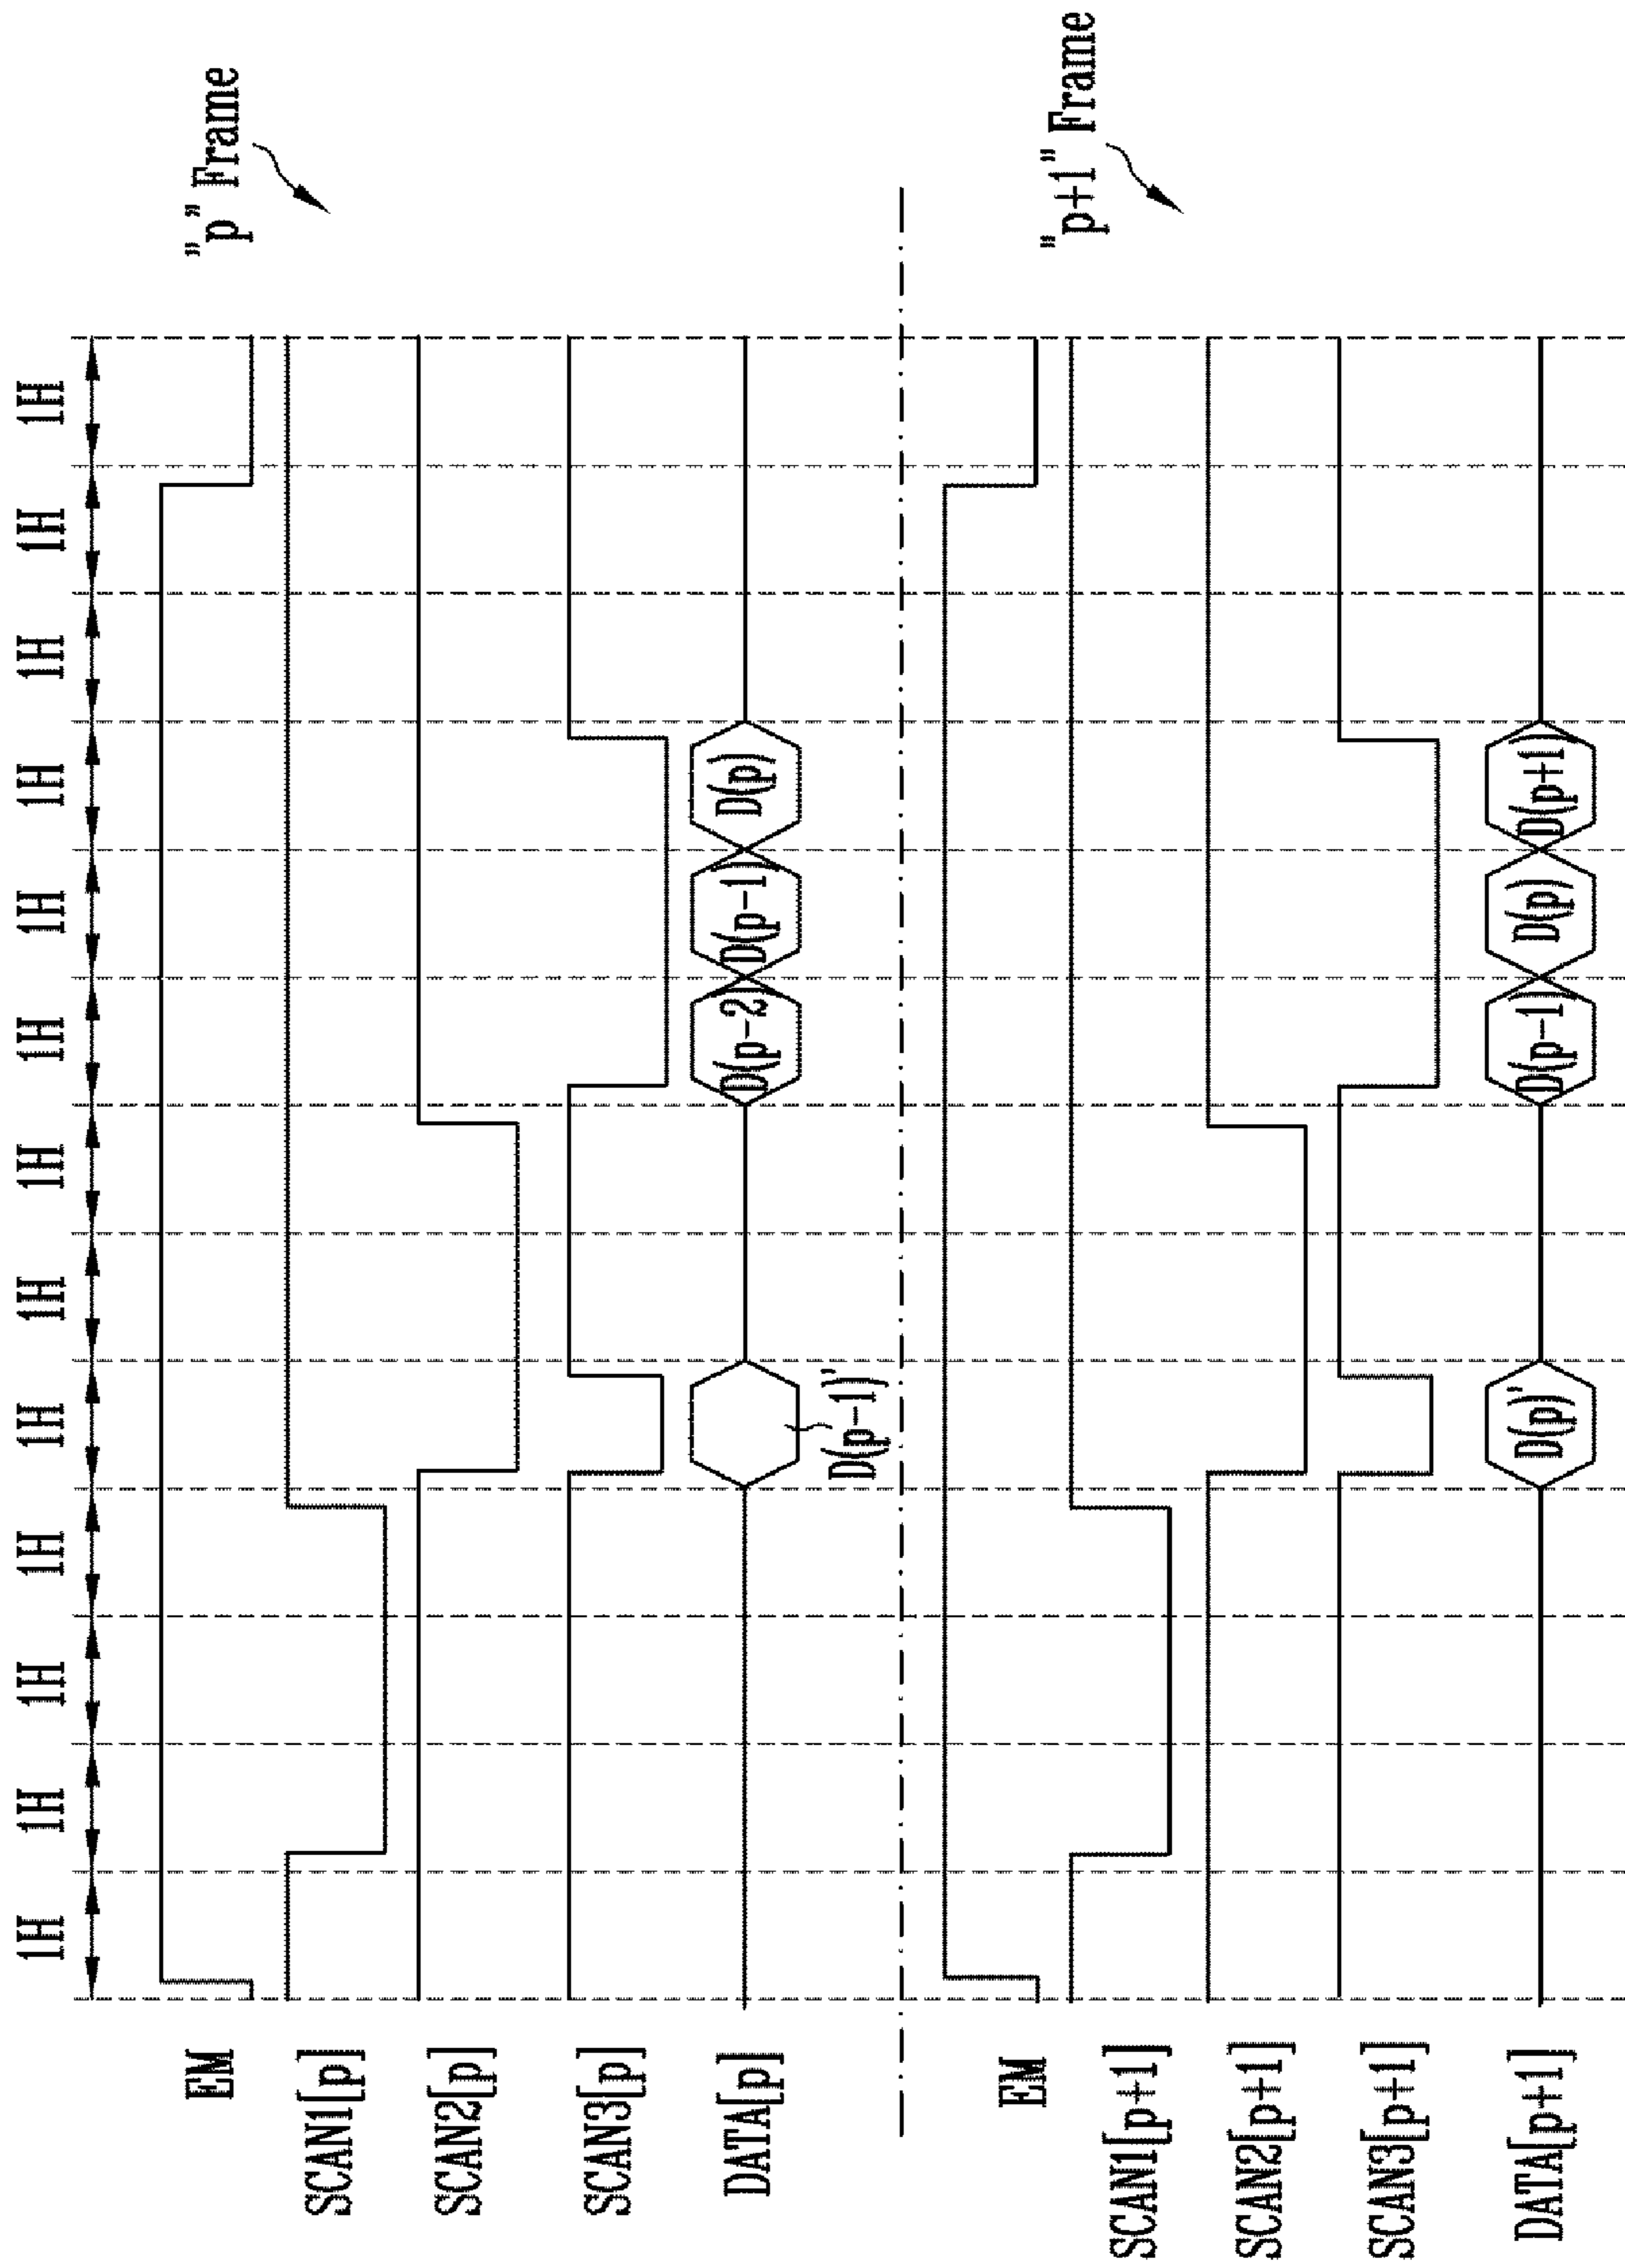 1H 1H 1H 1H 1H 1H 1H 1H 1H 1H 1H 1H 1H
EM
"p" Frame
SCAN1[p]
SCAN2[p]
SCAN3[p]
DATA[p]
D(p-2) D(p-1) D(p)
D(p-1)'
EM
"p+1" Frame
SCAN1[p+1]
SCAN2[p+1]
SCAN3[p+1]
DATA[p+1]
D(p)' D(p-1) D(p) D(p+1)